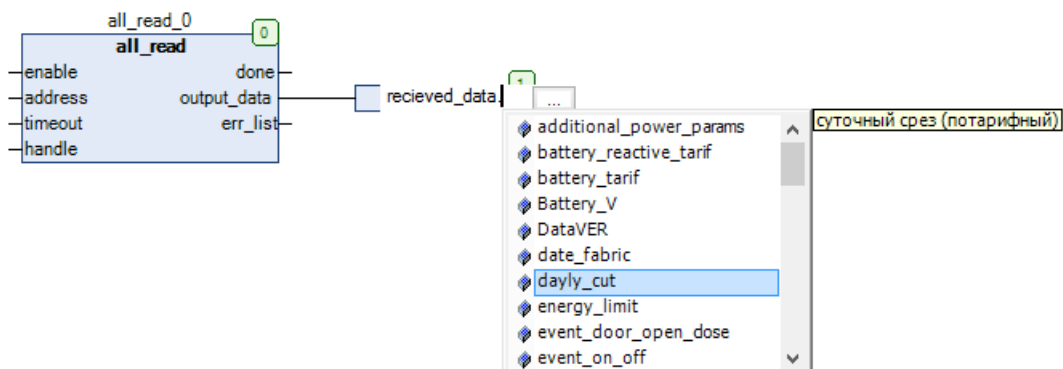 all_read_0
0
all_read
enable done
address output_data
timeout err_list
handle
1
recieved_data.
...
additional_power_params
battery_reactive_tarif
battery_tarif
Battery_V
DataVER
date_fabric
dayly_cut
energy_limit
event_door_open_dose
event_on_off
суточный срез (потарифный)